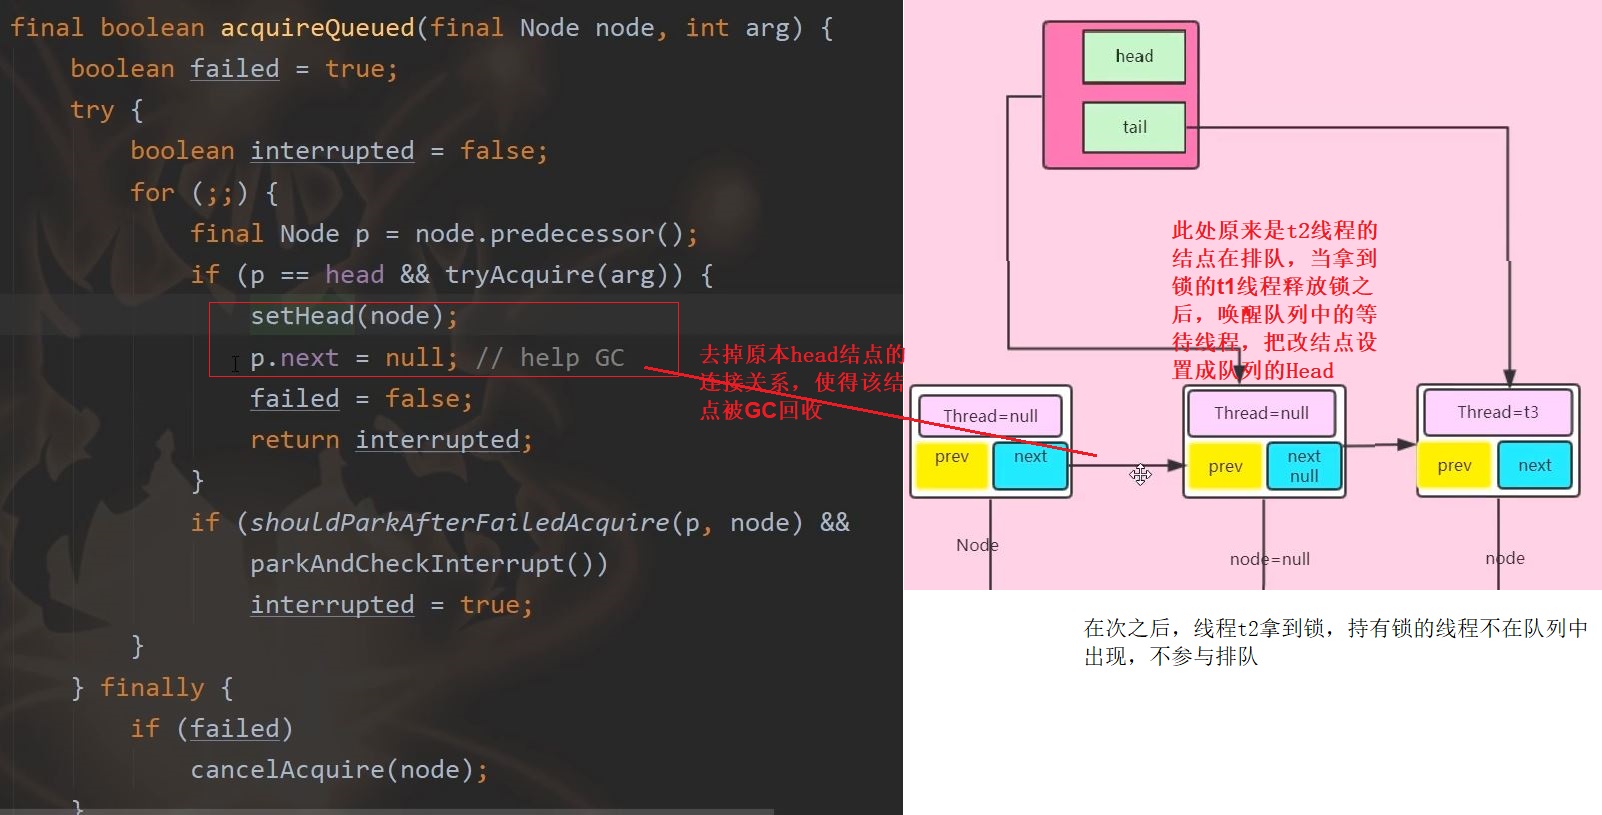 final boolean acquireQueued(final Node node, int arg) {
boolean failed = true;
try {
boolean interrupted = false;
for (;;) {
final Node p = node.predecessor();
if (p == head && tryAcquire(arg)) {
setHead(node);
p.next = null; // help GC
failed = false;
return interrupted;
}
if (shouldParkAfterFailedAcquire(p, node) &&
parkAndCheckInterrupt())
interrupted = true;
}
} finally {
if (failed)
cancelAcquire(node);
}
去掉原本head结点的
连接关系，使得该结
点被GC回收
head
tail
此处原来是t2线程的
结点在排队，当拿到
锁的t1线程释放锁之
后，唤醒队列中的等
待线程，把改结点设
置成队列的Head
Thread=null
prev
next
Node
Thread=null
prev
next
null
node=null
Thread=t3
prev
next
node
在次之后，线程t2拿到锁，持有锁的线程不在队列中
出现，不参与排队